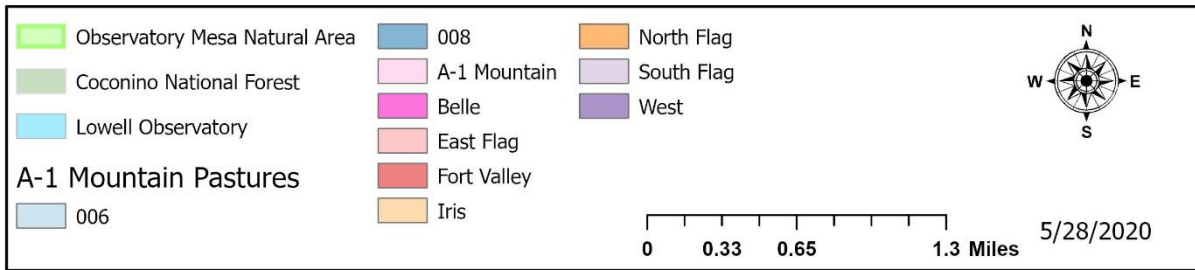 Observatory Mesa Natural Area
Coconino National Forest
Lowell Observatory
A-1 Mountain Pastures
006
008
A-1 Mountain
Belle
East Flag
Fort Valley
Iris
North Flag
South Flag
West
N
W E
S
0 0.33 0.65 1.3 Miles
5/28/2020